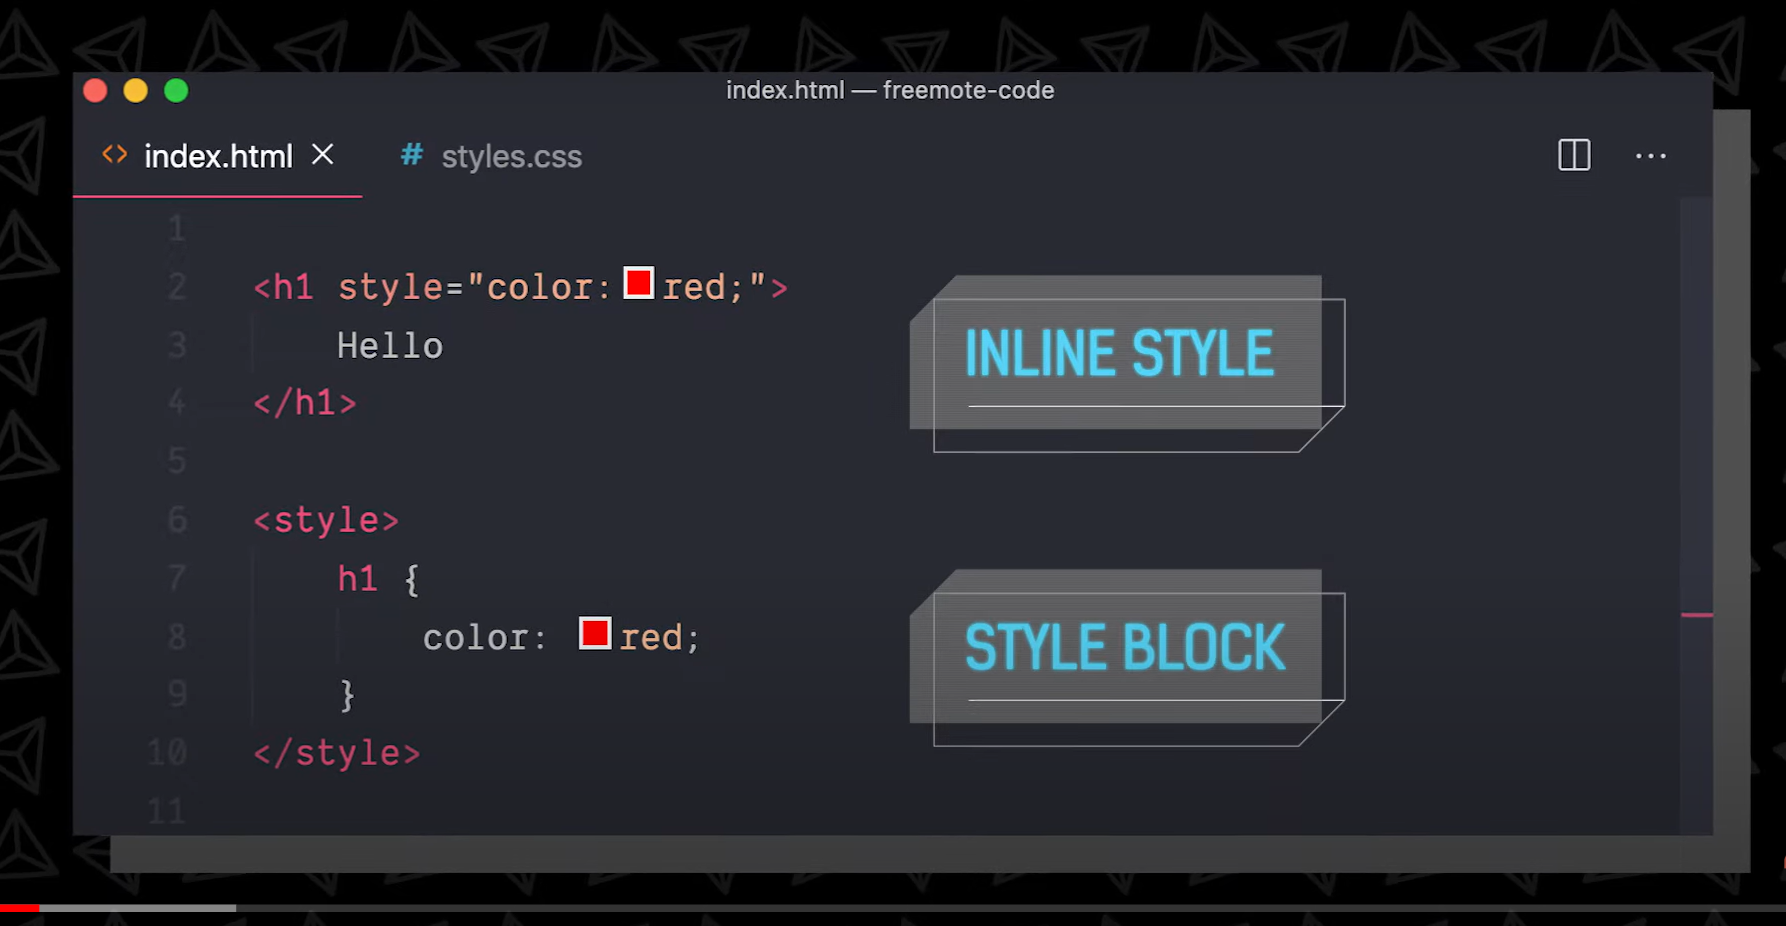 index.html — freemote-code
<> index.html × # styles.css ...
1
2 <h1 style="color: red;">
3 Hello
4 </h1>
INLINE STYLE
5
6 <style>
7 h1 {
8 color: red;
9 }
10 </style>
STYLE BLOCK
11